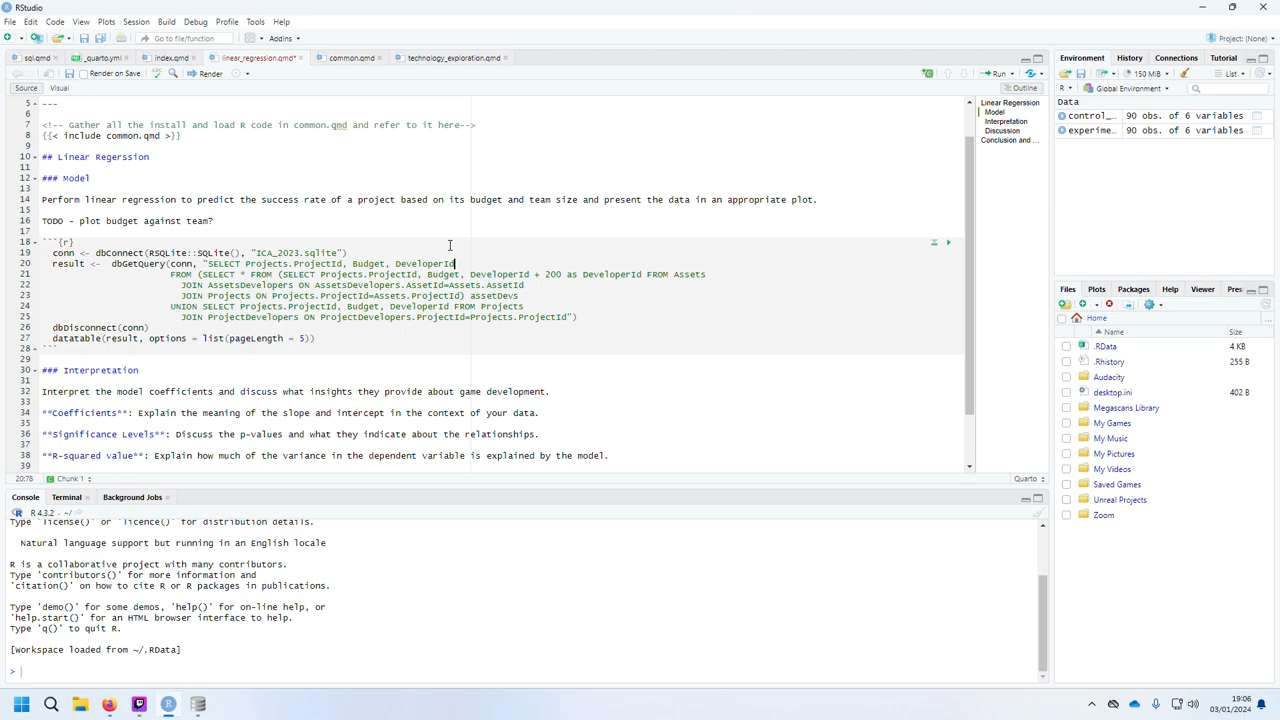 RStudio
File Edit Code View Plots Session Build Debug Profile Tools Help
Go to file/function Addins Project: (None)
sql.qmd _quarto.yml index.qmd linear_regression.qmd* common.qmd technology_exploration.qmd
Render on Save Render Run
Source Visual Outline
5 ---
6
7 <!-- Gather all the install and load R code in common.qmd and refer to it here-->
8 {{< include common.qmd >}}
9
10 ## Linear Regerssion
11
12 ### Model
13
14 Perform linear regression to predict the success rate of a project based on its budget and team size and present the data in an appropriate plot.
15
16 TODO - plot budget against team?
17
18 ```{r}
19 conn <- dbConnect(RSQLite::SQLite(), "ICA_2023.sqlite")
20 result <- dbGetQuery(conn, "SELECT Projects.ProjectId, Budget, DeveloperId
21 FROM (SELECT * FROM (SELECT Projects.ProjectId, Budget, DeveloperId + 200 as DeveloperId FROM Assets
22 JOIN AssetsDevelopers ON AssetsDevelopers.AssetId=Assets.AssetId
23 JOIN Projects ON Projects.ProjectId=Assets.ProjectId) assetDevs
24 UNION SELECT Projects.ProjectId, Budget, DeveloperId FROM Projects
25 JOIN ProjectDevelopers ON ProjectDevelopers.ProjectId=Projects.ProjectId")
26 dbDisconnect(conn)
27 datatable(result, options = list(pageLength = 5))
28 ```
29
30 ### Interpretation
31
32 Interpret the model coefficients and discuss what insights they provide about game development.
33
34 **Coefficients**: Explain the meaning of the slope and intercept in the context of your data.
35
36 **Significance Levels**: Discuss the p-values and what they indicate about the relationships.
37
38 **R-squared value**: Explain how much of the variance in the dependent variable is explained by the model.
39
20:78 Chunk 1 Quarto
Linear Regerssion
Model
Interpretation
Discussion
Conclusion and ...
Console Terminal Background Jobs
R 4.3.2 · ~/
Type 'license()' or 'licence()' for distribution details.
Natural language support but running in an English locale
R is a collaborative project with many contributors.
Type 'contributors()' for more information and
'citation()' on how to cite R or R packages in publications.
Type 'demo()' for some demos, 'help()' for on-line help, or
'help.start()' for an HTML browser interface to help.
Type 'q()' to quit R.
[Workspace loaded from ~/.RData]
>
Environment History Connections Tutorial
150 MiB List
R Global Environment
Data
control_... 90 obs. of 6 variables
experime... 90 obs. of 6 variables
Files Plots Packages Help Viewer Pres
Home ...
Name Size
.RData 4 KB
.Rhistory 255 B
Audacity
desktop.ini 402 B
Megascans Library
My Games
My Music
My Pictures
My Videos
Saved Games
Unreal Projects
Zoom
19:06
03/01/2024